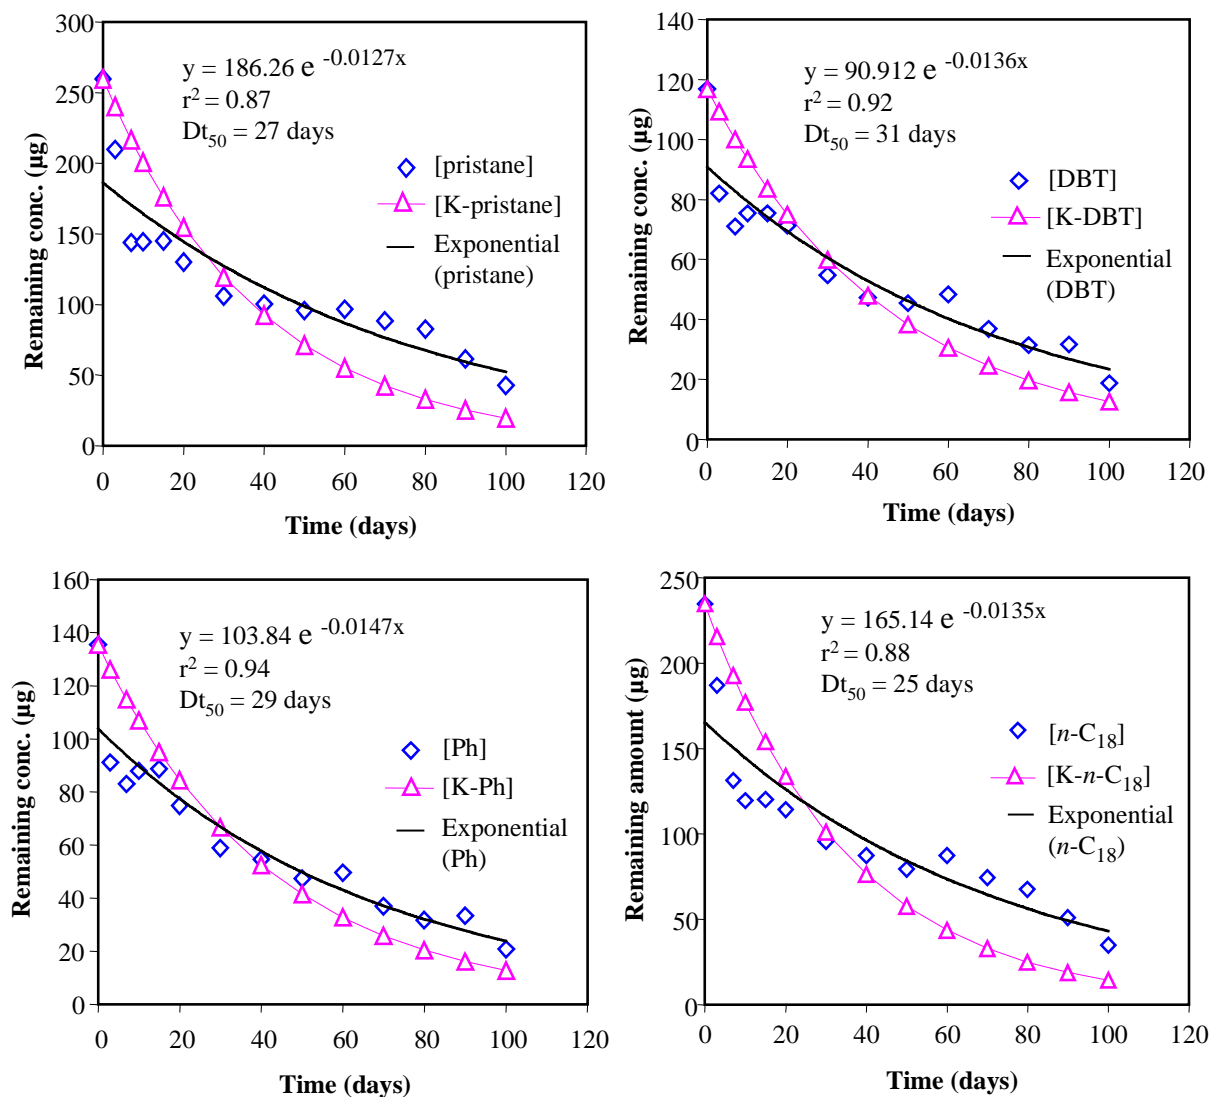 y = 186.26 e -0.0127x
r2 = 0.87
Dt50 = 27 days
[pristane]
[K-pristane]
Exponential
(pristane)
Remaining conc. (µg)
300
250
200
150
100
50
0
0 20 40 60 80 100 120
Time (days)
y = 90.912 e -0.0136x
r2 = 0.92
Dt50 = 31 days
[DBT]
[K-DBT]
Exponential
(DBT)
Remaining conc. (µg)
140
120
100
80
60
40
20
0
0 20 40 60 80 100 120
Time (days)
y = 103.84 e -0.0147x
r2 = 0.94
Dt50 = 29 days
[Ph]
[K-Ph]
Exponential
(Ph)
Remaining conc. (µg)
160
140
120
100
80
60
40
20
0
0 20 40 60 80 100 120
Time (days)
y = 165.14 e -0.0135x
r2 = 0.88
Dt50 = 25 days
[n-C18]
[K-n-C18]
Exponential
(n-C18)
Remaining amount (µg)
250
200
150
100
50
0
0 20 40 60 80 100 120
Time (days)